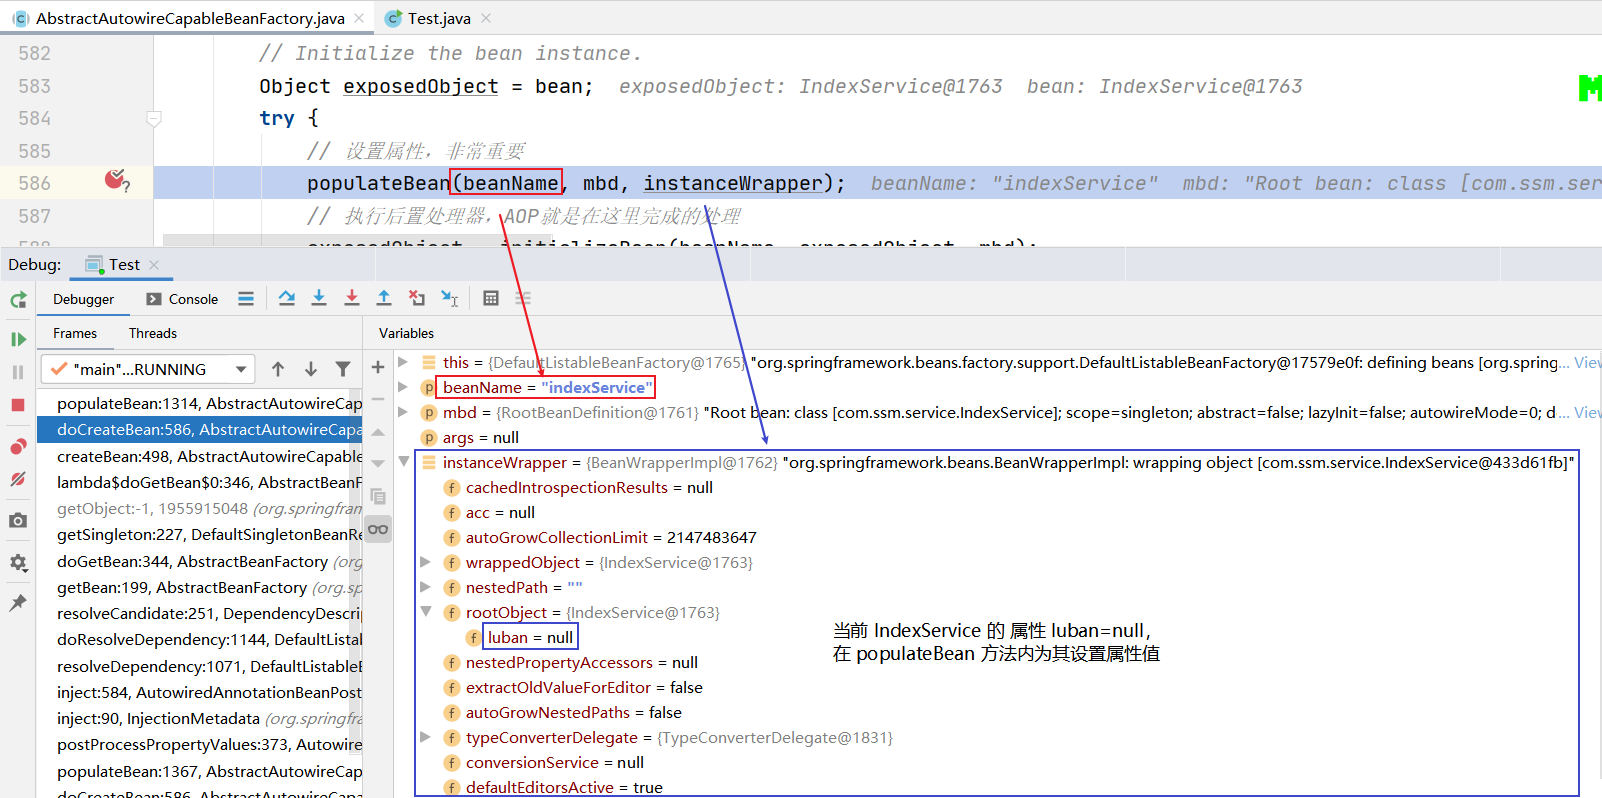 AbstractAutowireCapableBeanFactory.java
Test.java
582 // Initialize the bean instance.
583 Object exposedObject = bean; exposedObject: IndexService@1763 bean: IndexService@1763
584 try {
585 // 设置属性，非常重要
586 populateBean(beanName, mbd, instanceWrapper); beanName: "indexService" mbd: "Root bean: class [com.ssm.ser
587 // 执行后置处理器，AOP就是在这里完成的处理
588 exposedObject = initializeBean(beanName, exposedObject, mbd);
Debug: Test
Debugger Console
Frames Threads Variables
"main"...RUNNING
populateBean:1314, AbstractAutowireCap
doCreateBean:586, AbstractAutowireCapa
createBean:498, AbstractAutowireCapable
lambda$doGetBean$0:346, AbstractBeanF
getObject:-1, 1955915048 (org.springfram
getSingleton:227, DefaultSingletonBeanRe
doGetBean:344, AbstractBeanFactory (org
getBean:199, AbstractBeanFactory (org.sp
resolveCandidate:251, DependencyDescrip
doResolveDependency:1144, DefaultListab
resolveDependency:1071, DefaultListableB
inject:584, AutowiredAnnotationBeanPost
inject:90, InjectionMetadata (org.springfra
postProcessPropertyValues:373, Autowire
populateBean:1367, AbstractAutowireCap
doCreateBean:586, AbstractAutowireCapa
this = {DefaultListableBeanFactory@1765} "org.springframework.beans.factory.support.DefaultListableBeanFactory@17579e0f: defining beans [org.spring... View
beanName = "indexService"
mbd = {RootBeanDefinition@1761} "Root bean: class [com.ssm.service.IndexService]; scope=singleton; abstract=false; lazyInit=false; autowireMode=0; d... View
args = null
instanceWrapper = {BeanWrapperImpl@1762} "org.springframework.beans.BeanWrapperImpl: wrapping object [com.ssm.service.IndexService@433d61fb]"
cachedIntrospectionResults = null
acc = null
autoGrowCollectionLimit = 2147483647
wrappedObject = {IndexService@1763}
nestedPath = ""
rootObject = {IndexService@1763}
luban = null
当前 IndexService 的 属性 luban=null，
在 populateBean 方法内为其设置属性值
nestedPropertyAccessors = null
extractOldValueForEditor = false
autoGrowNestedPaths = false
typeConverterDelegate = {TypeConverterDelegate@1831}
conversionService = null
defaultEditorsActive = true